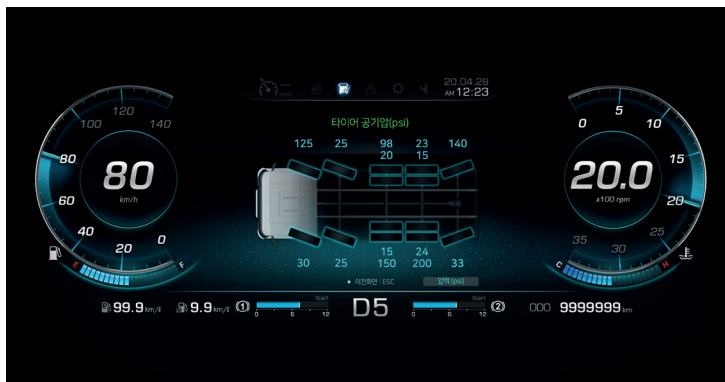 20.04.29
AM 12:23
타이어 공기압(psi)
125 25 98 23 140
20 15
15 24
30 25 150 200 33
• 이전화면 : ESC 압력 (psi)
0 20 40 60 80 100 120 140
80
km/h
E F
0 5 10 15 20 25 30 35
20.0
x100 rpm
C H
99.9 km/ℓ 9.9 km/ℓ (1) 0 6 12 D5 0 6 12 (2) ODO 9999999 km